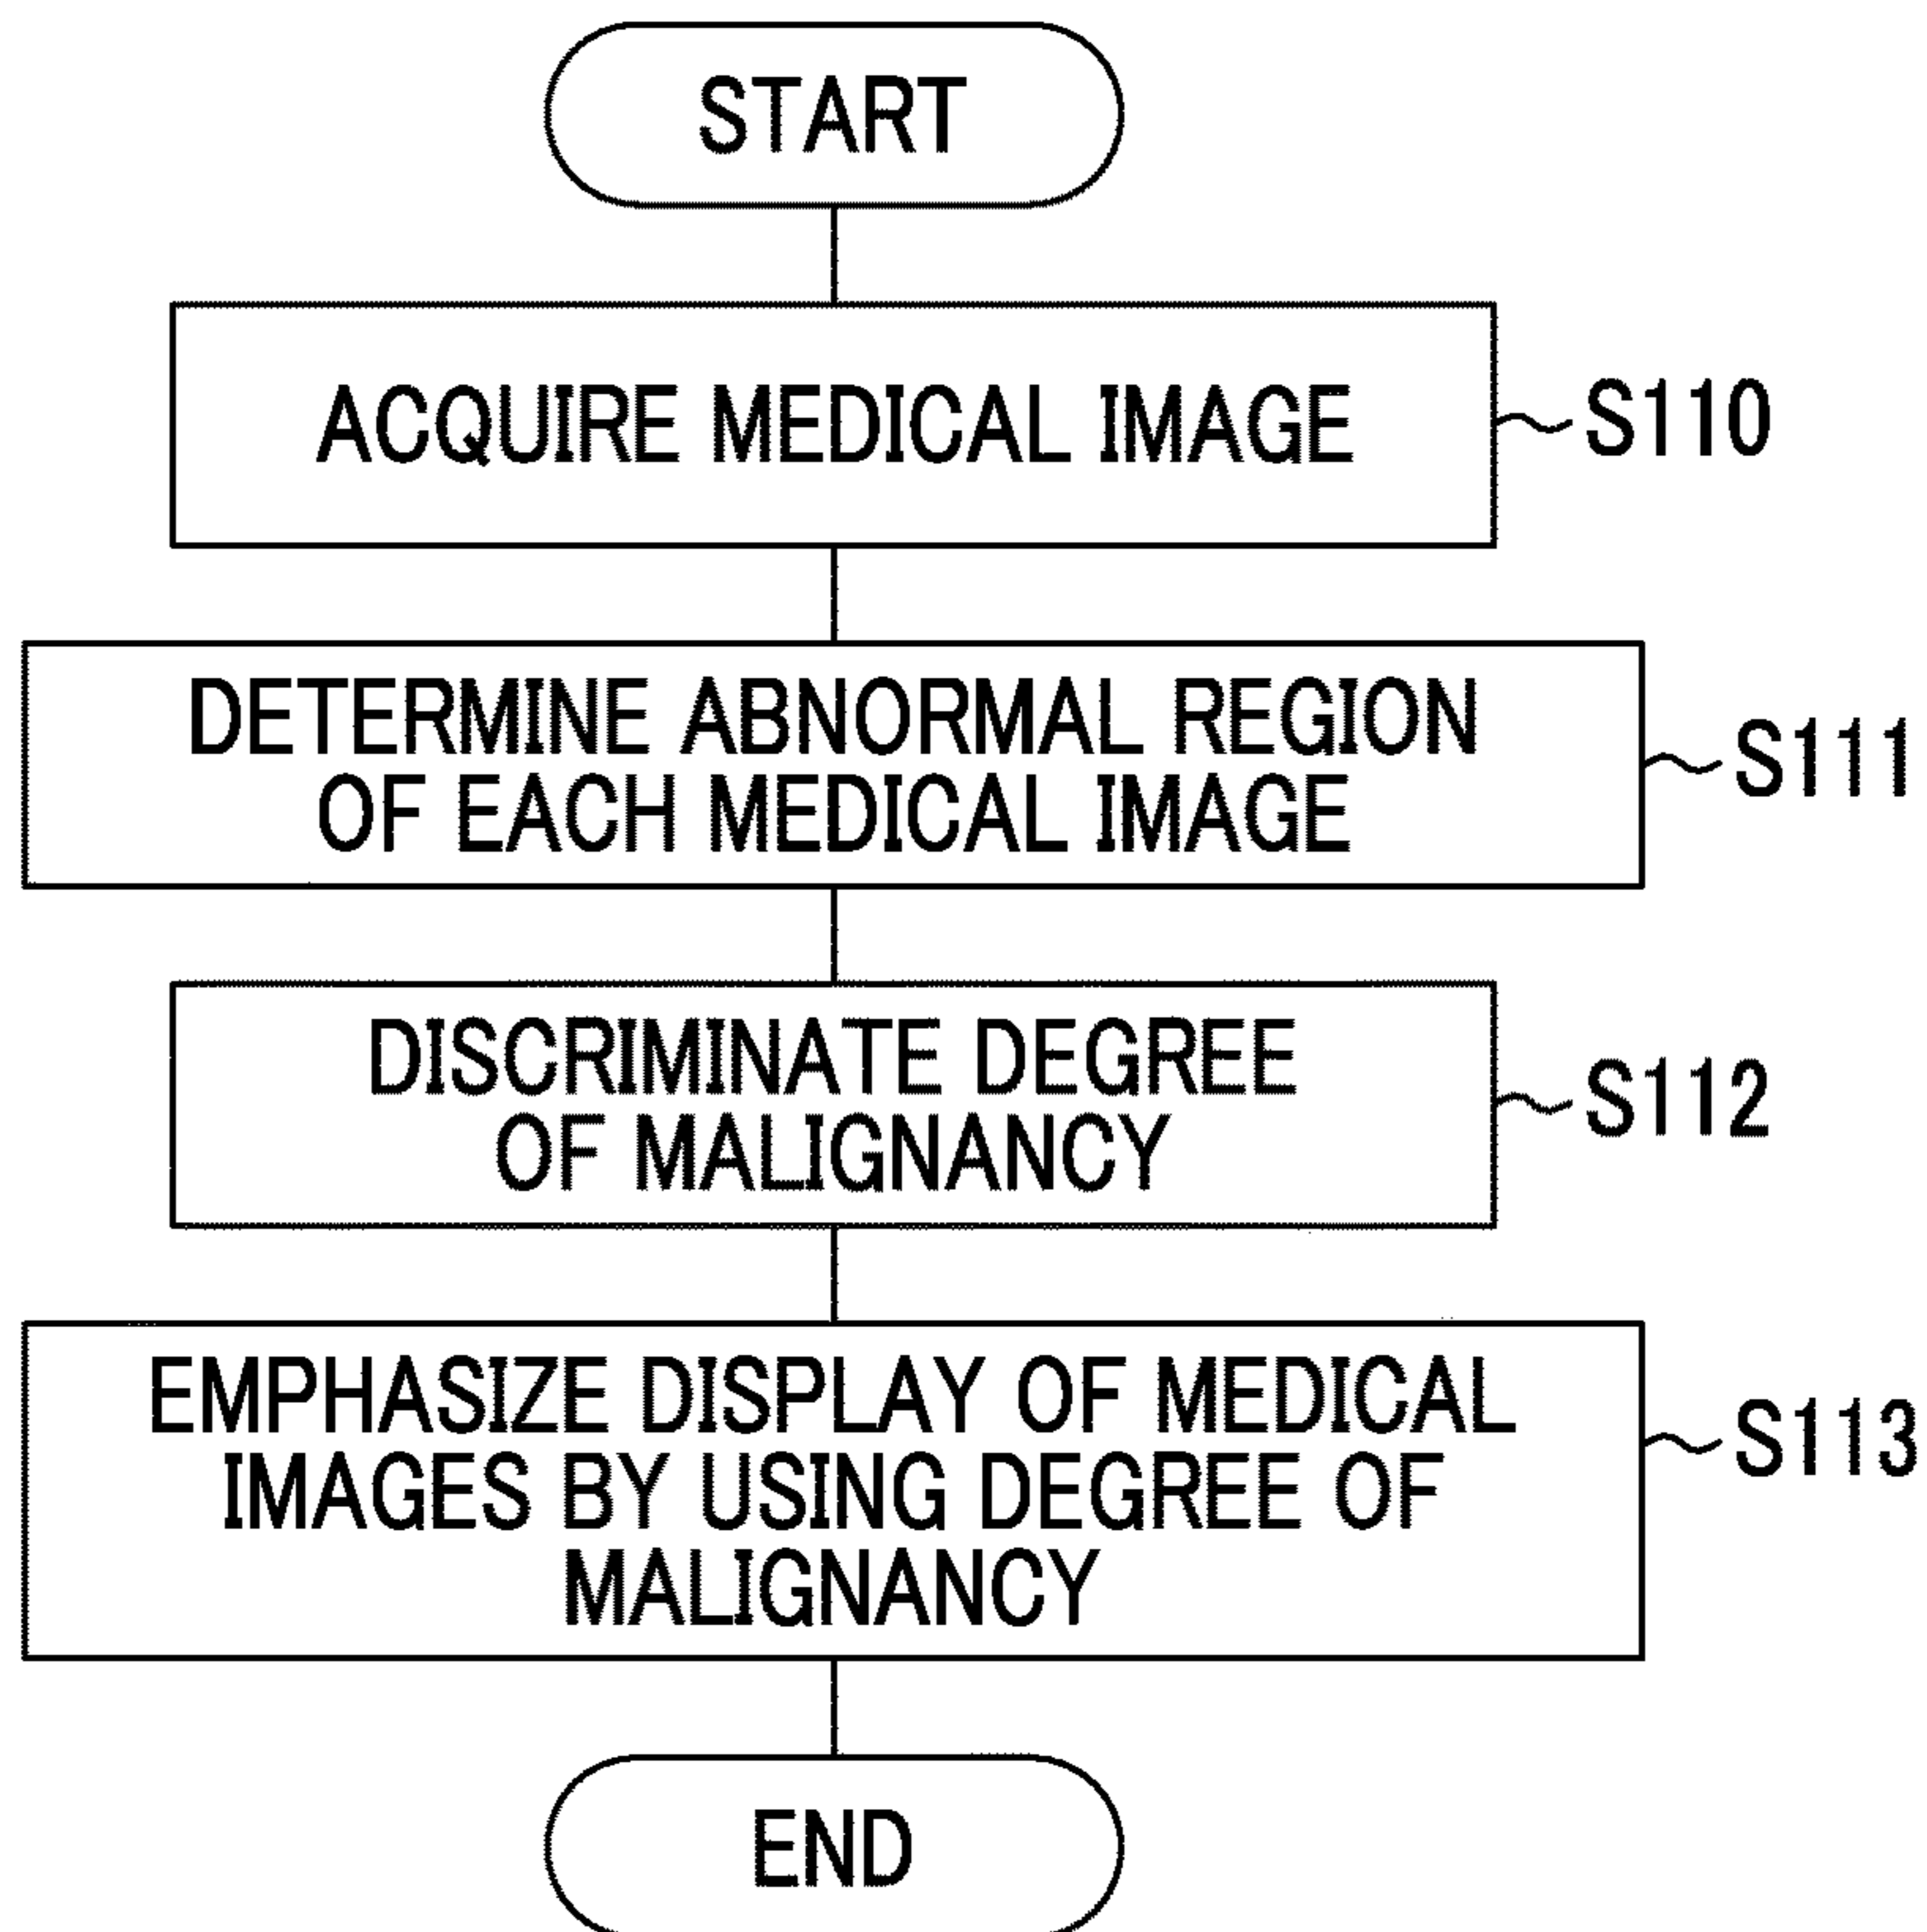 START
ACQUIRE MEDICAL IMAGE
S110
DETERMINE ABNORMAL REGION
OF EACH MEDICAL IMAGE
S111
DISCRIMINATE DEGREE
OF MALIGNANCY
S112
EMPHASIZE DISPLAY OF MEDICAL
IMAGES BY USING DEGREE OF
MALIGNANCY
S113
END